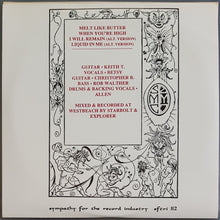 MELT LIKE BUTTER
WHEN YOU'RE HIGH
I WILL REMAIN (ALT. VERSION)
LIQUID IN ME (ALT. VERSION)
GUITAR - KEITH T.
VOCALS - BETSY
GUITAR - CHRISTOPHER B.
BASS - ROB WALTHER
DRUMS & BACKING VOCALS -
ALLEN
MIXED & RECORDED AT
WESTBEACH BY STARBOLT &
EXPLORER
sympathy for the record industry sftri 82